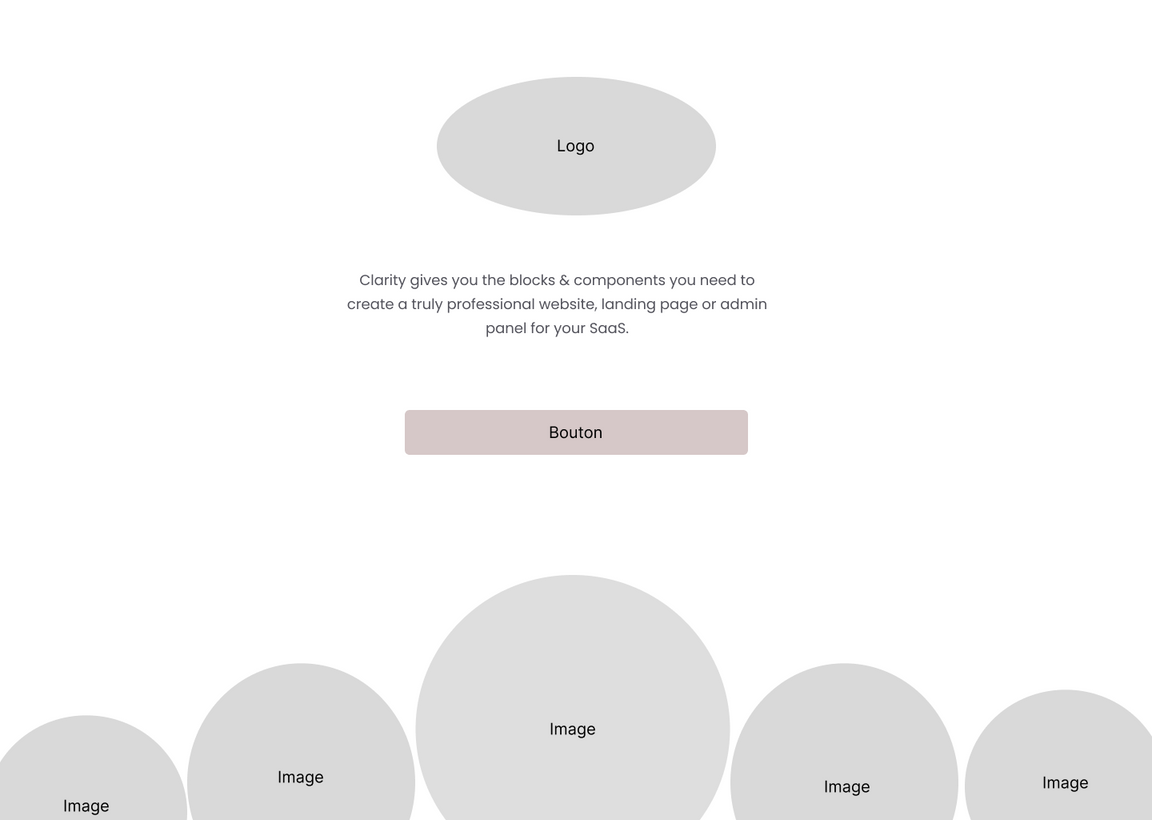 Logo
Clarity gives you the blocks & components you need to
create a truly professional website, landing page or admin
panel for your SaaS.
Bouton
Image
Image
Image
Image
Image